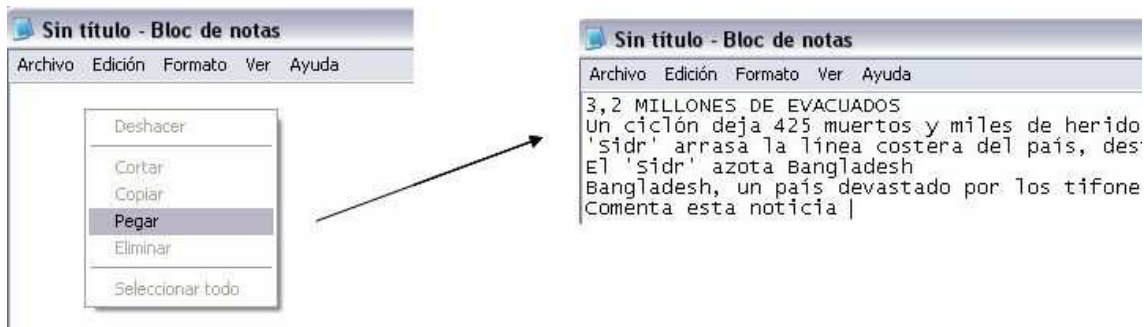 Sin título - Bloc de notas
Archivo Edición Formato Ver Ayuda
Deshacer
Cortar
Copiar
Pegar
Eliminar
Seleccionar todo
Sin título - Bloc de notas
Archivo Edición Formato Ver Ayuda
3,2 MILLONES DE EVACUADOS
Un ciclón deja 425 muertos y miles de herido
'Sidr' arrasa la línea costera del país, des
El 'Sidr' azota Bangladesh
Bangladesh, un país devastado por los tifone
Comenta esta noticia